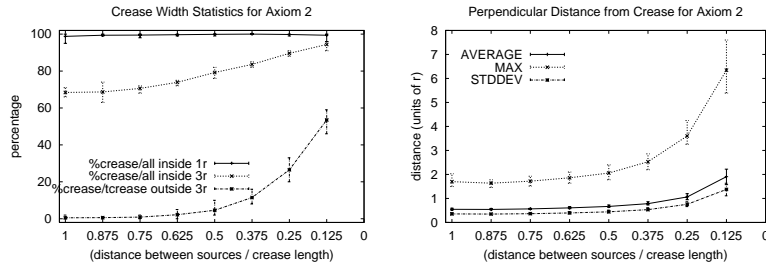 Crease Width Statistics for Axiom 2
percentage
100
80
60
40
20
0
%crease/all inside 1r
%crease/all inside 3r
%crease/tcrease outside 3r
1 0.875 0.75 0.625 0.5 0.375 0.25 0.125 0
(distance between sources / crease length)
Perpendicular Distance from Crease for Axiom 2
distance (units of r)
8
7
6
5
4
3
2
1
0
AVERAGE
MAX
STDDEV
1 0.875 0.75 0.625 0.5 0.375 0.25 0.125 0
(distance between sources / crease length)